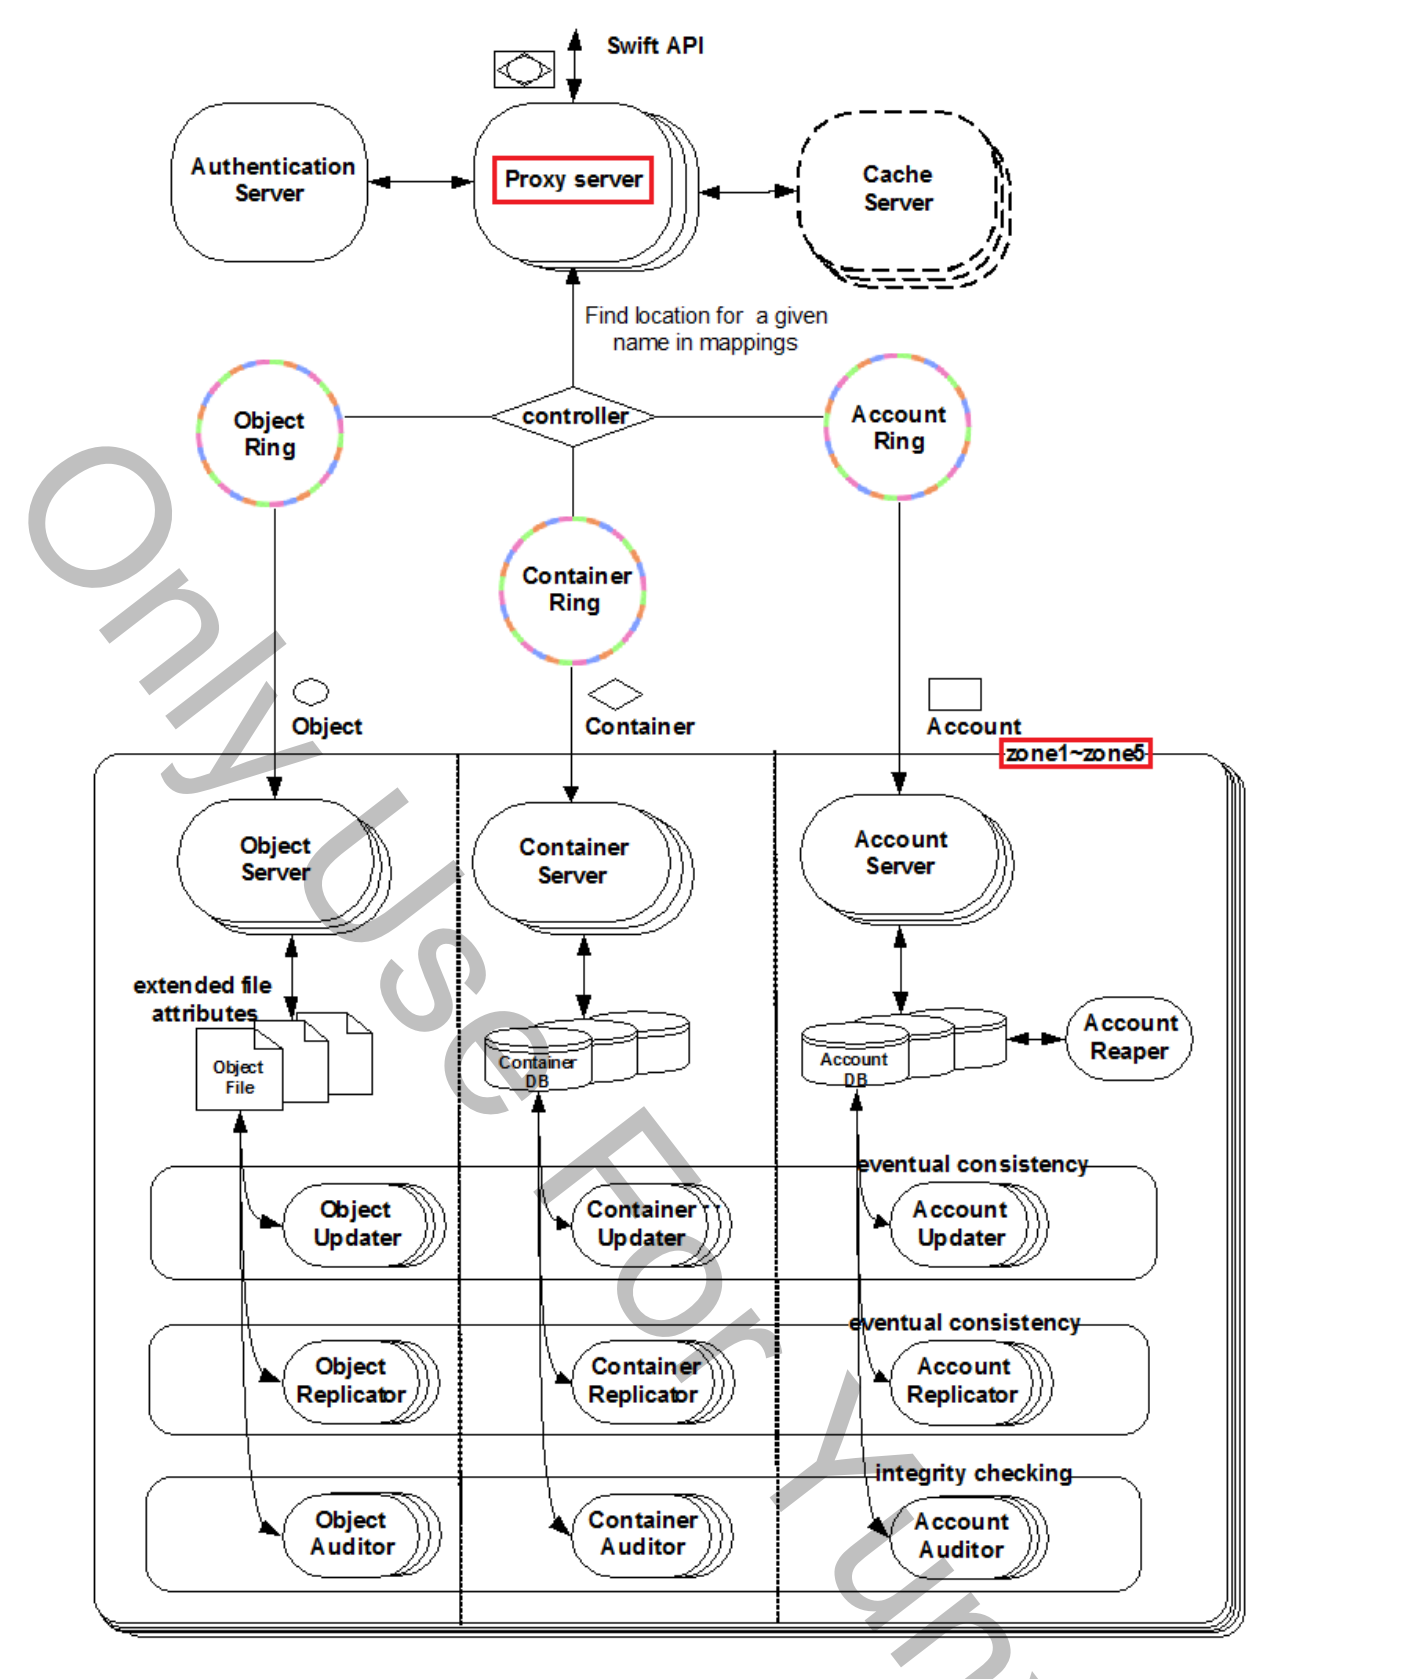 Swift API
Authentication
Server
Proxy server
Cache
Server
Find location for a given
name in mappings
Object
Ring
controller
Account
Ring
Container
Ring
Object
Container
Account
zone1~zone5
Object
Server
Container
Server
Account
Server
extended file
attributes
Object
File
Container
DB
Account
DB
Account
Reaper
eventual consistency
Object
Updater
Container
Updater
Account
Updater
eventual consistency
Object
Replicator
Container
Replicator
Account
Replicator
integrity checking
Object
Auditor
Container
Auditor
Account
Auditor
Only Use For